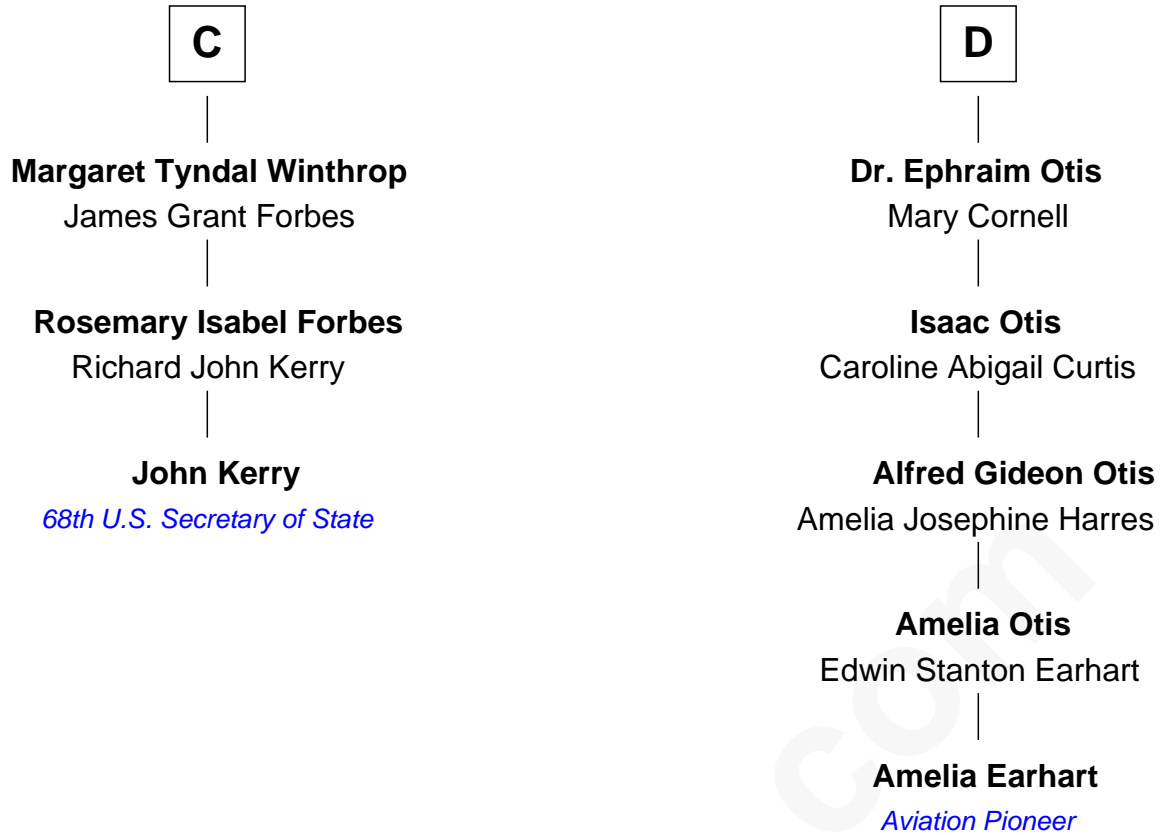 C
Margaret Tyndal Winthrop
James Grant Forbes
Rosemary Isabel Forbes
Richard John Kerry
John Kerry
68th U.S. Secretary of State
D
Dr. Ephraim Otis
Mary Cornell
Isaac Otis
Caroline Abigail Curtis
Alfred Gideon Otis
Amelia Josephine Harres
Amelia Otis
Edwin Stanton Earhart
Amelia Earhart
Aviation Pioneer
com